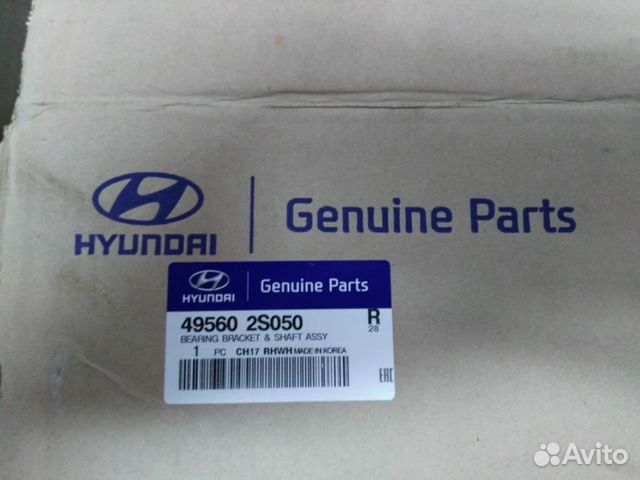 HYUNDAI
Genuine Parts
HYUNDAI
Genuine Parts
49560 2S050
R
28
BEARING BRACKET & SHAFT ASSY
1 PC CH17 RHWH MADE IN KOREA
EAC
Avito